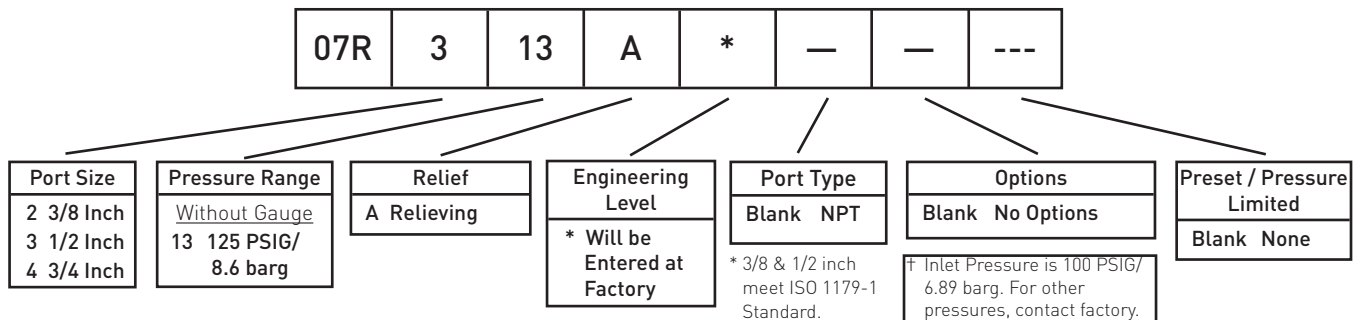 07R 3 13 A * — — ---
Port Size
2 3/8 Inch
3 1/2 Inch
4 3/4 Inch
Pressure Range
Without Gauge
13 125 PSIG/
8.6 barg
Relief
A Relieving
Engineering
Level
* Will be
Entered at
Factory
Port Type
Blank NPT
* 3/8 & 1/2 inch
meet ISO 1179-1
Standard.
Options
Blank No Options
† Inlet Pressure is 100 PSIG/
6.89 barg. For other
pressures, contact factory.
Preset / Pressure
Limited
Blank None